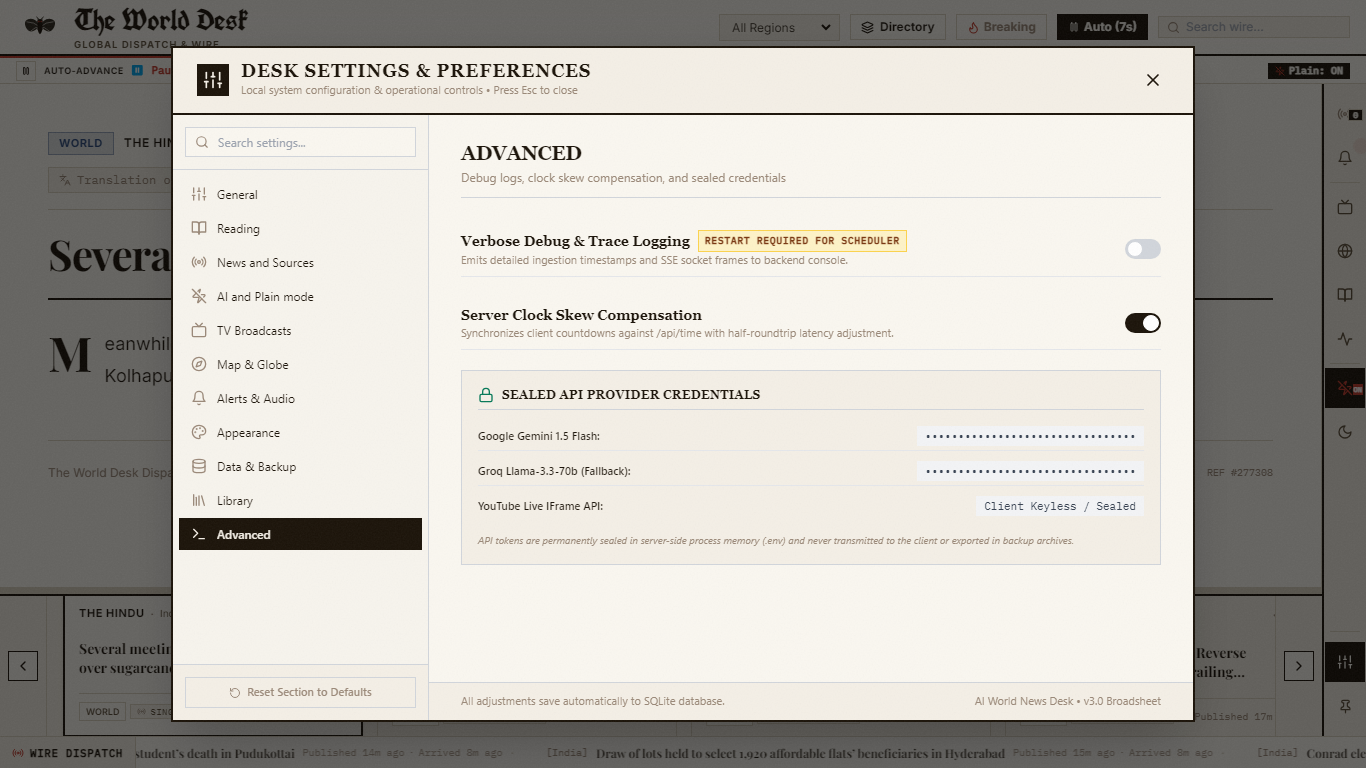 The World Desk
GLOBAL DISPATCH & WIRE
All Regions
Directory
Breaking
Auto (7s)
Search wire...
AUTO-ADVANCE
Plain: ON
DESK SETTINGS & PREFERENCES
Local system configuration & operational controls • Press Esc to close
Search settings...
General
Reading
News and Sources
AI and Plain mode
TV Broadcasts
Map & Globe
Alerts & Audio
Appearance
Data & Backup
Library
Advanced
Reset Section to Defaults
ADVANCED
Debug logs, clock skew compensation, and sealed credentials
Verbose Debug & Trace Logging RESTART REQUIRED FOR SCHEDULER
Emits detailed ingestion timestamps and SSE socket frames to backend console.
Server Clock Skew Compensation
Synchronizes client countdowns against /api/time with half-roundtrip latency adjustment.
SEALED API PROVIDER CREDENTIALS
Google Gemini 1.5 Flash: ••••••••••••••••••••••••••••••••
Groq Llama-3.3-70b (Fallback): ••••••••••••••••••••••••••••••••
YouTube Live IFrame API: Client Keyless / Sealed
API tokens are permanently sealed in server-side process memory (.env) and never transmitted to the client or exported in backup archives.
All adjustments save automatically to SQLite database.
AI World News Desk • v3.0 Broadsheet
WORLD THE HIN
Translation o
Severa
M eanwhil
Kolhapu
The World Desk Dispa
REF #277308
0
THE HINDU · In
Several meetin
over sugarcan
WORLD SING
Reverse
railing...
Published 17m
WIRE DISPATCH
student's death in Pudukottai Published 14m ago · Arrived 8m ago ·
[India] Draw of lots held to select 1,920 affordable flats' beneficiaries in Hyderabad Published 15m ago · Arrived 8m ago ·
[India] Conrad cle